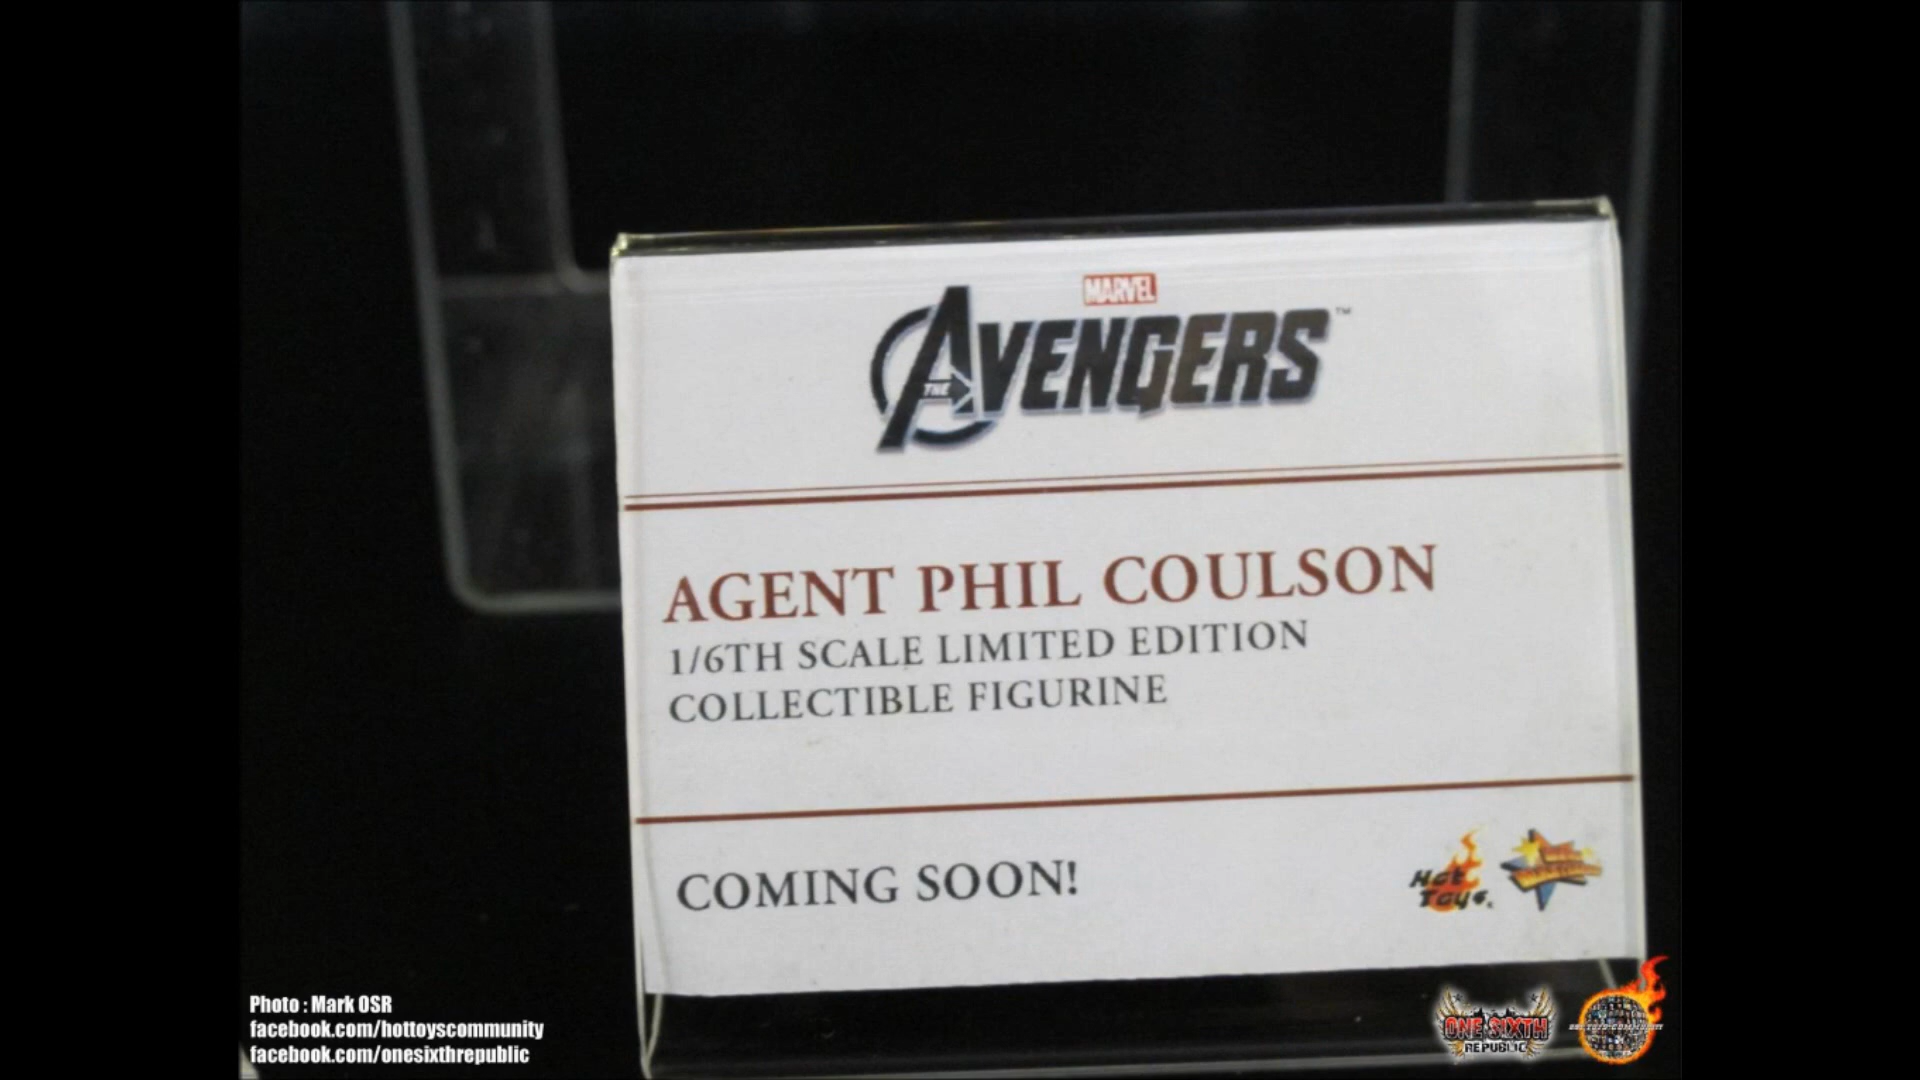 MARVEL
THE AVENGERS™
AGENT PHIL COULSON
1/6TH SCALE LIMITED EDITION
COLLECTIBLE FIGURINE
COMING SOON!
HOT
TOYS.
Photo : Mark OSR
facebook.com/hottoyscommunity
facebook.com/onesixthrepublic
ONE SIXTH
REPUBLIC